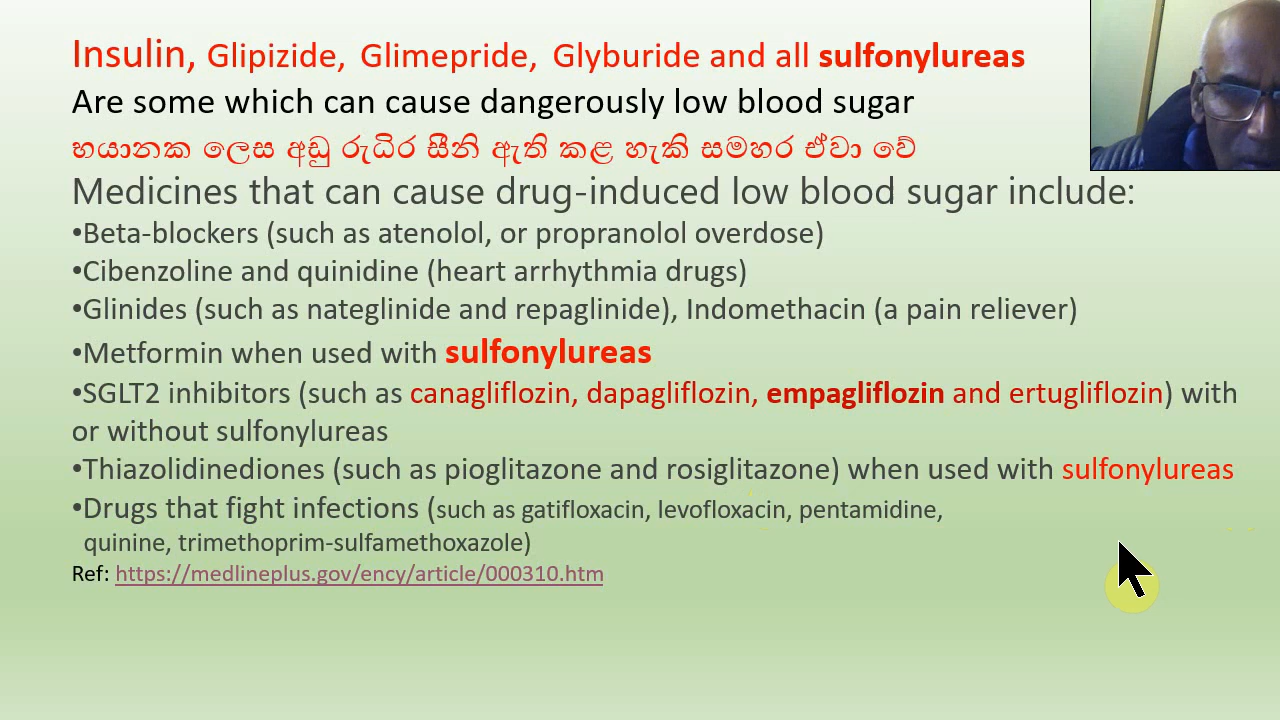 Insulin, Glipizide, Glimepride, Glyburide and all sulfonylureas
Are some which can cause dangerously low blood sugar
භයානක ලෙස අඩු රුධිර සීනි ඇති කළ හැකි සමහර ඒවා වේ
Medicines that can cause drug-induced low blood sugar include:
•Beta-blockers (such as atenolol, or propranolol overdose)
•Cibenzoline and quinidine (heart arrhythmia drugs)
•Glinides (such as nateglinide and repaglinide), Indomethacin (a pain reliever)
•Metformin when used with sulfonylureas
•SGLT2 inhibitors (such as canagliflozin, dapagliflozin, empagliflozin and ertugliflozin) with
or without sulfonylureas
•Thiazolidinediones (such as pioglitazone and rosiglitazone) when used with sulfonylureas
•Drugs that fight infections (such as gatifloxacin, levofloxacin, pentamidine,
quinine, trimethoprim-sulfamethoxazole)
Ref: https://medlineplus.gov/ency/article/000310.htm